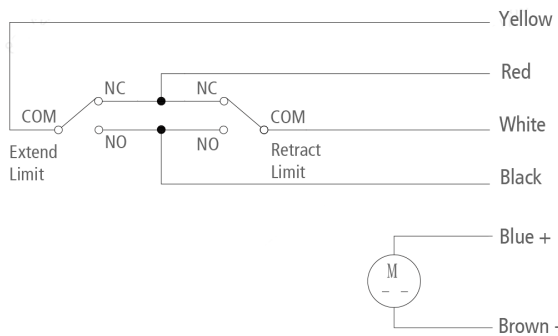 Yellow
Red
NC
NC
COM
COM
White
NO
NO
Extend
Limit
Retract
Limit
Black
Blue +
M
Brown -